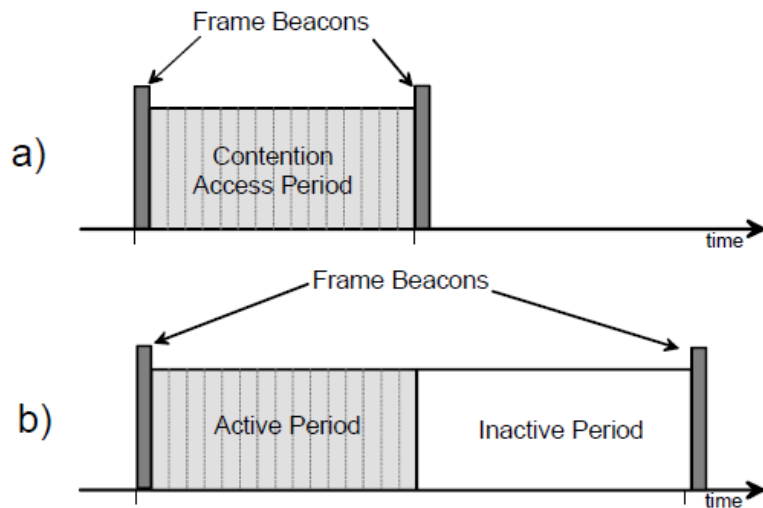 Frame Beacons
a)
Contention
Access Period
time
Frame Beacons
b)
Active Period
Inactive Period
time